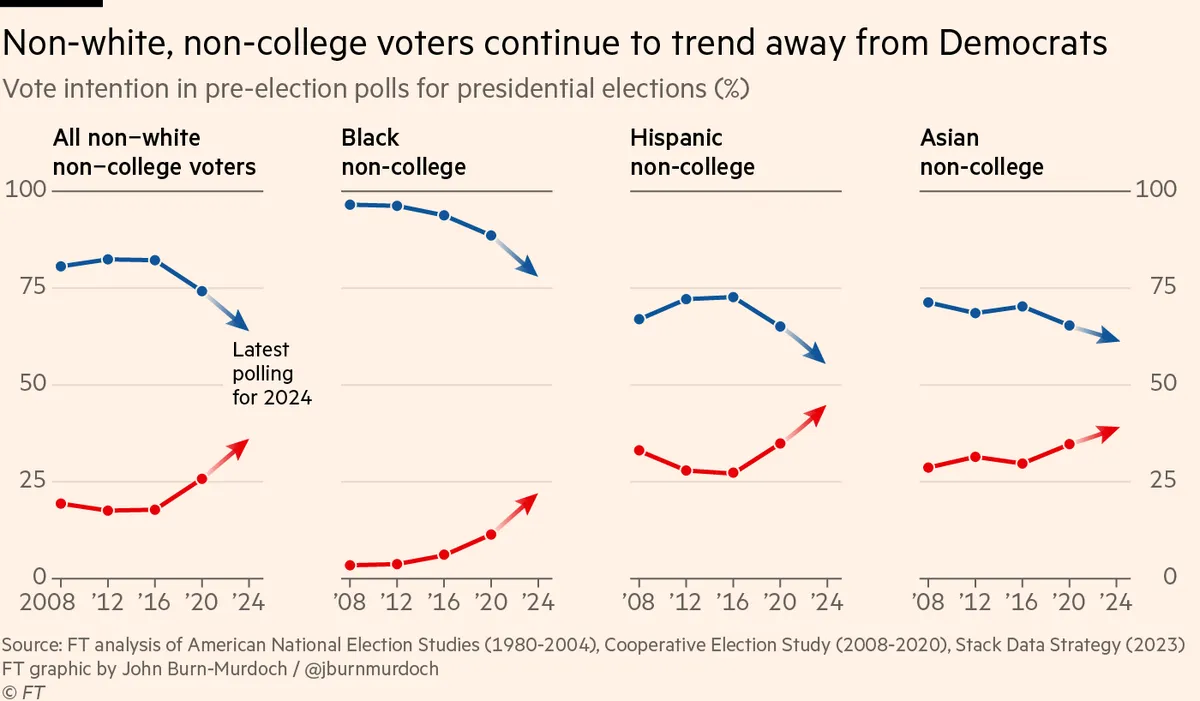 Non-white, non-college voters continue to trend away from Democrats
Vote intention in pre-election polls for presidential elections (%)
All non–white
non–college voters
Black
non-college
Hispanic
non-college
Asian
non-college
100
100
75
75
Latest
polling
for 2024
50
50
25
25
0
0
2008 '12 '16 '20 '24
'08 '12 '16 '20 '24
'08 '12 '16 '20 '24
'08 '12 '16 '20 '24
Source: FT analysis of American National Election Studies (1980-2004), Cooperative Election Study (2008-2020), Stack Data Strategy (2023)
FT graphic by John Burn-Murdoch / @jburnmurdoch
© FT